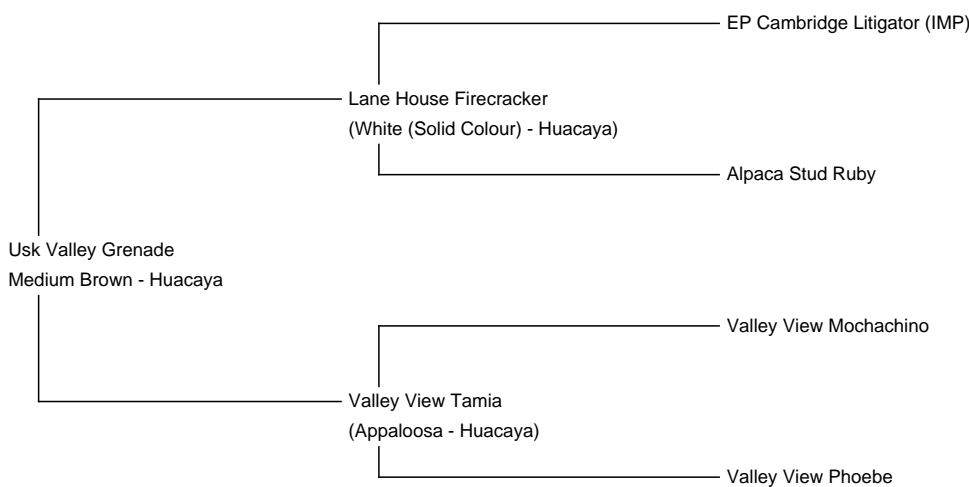 EP Cambridge Litigator (IMP)
Lane House Firecracker
(White (Solid Colour) - Huacaya)
Alpaca Stud Ruby
Usk Valley Grenade
Medium Brown - Huacaya
Valley View Mochachino
Valley View Tamia
(Appaloosa - Huacaya)
Valley View Phoebe